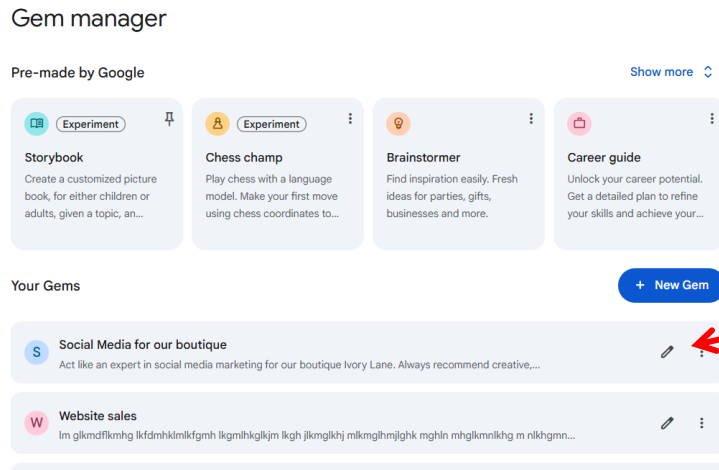 Gem manager
Pre-made by Google
Show more
Experiment
Storybook
Create a customized picture
book, for either children or
adults, given a topic, an...
Experiment
Chess champ
Play chess with a language
model. Make your first move
using chess coordinates to...
Brainstormer
Find inspiration easily. Fresh
ideas for parties, gifts,
businesses and more.
Career guide
Unlock your career potential.
Get a detailed plan to refine
your skills and achieve your...
Your Gems
+ New Gem
S
Social Media for our boutique
Act like an expert in social media marketing for our boutique Ivory Lane. Always recommend creative,...
W
Website sales
lm glkmdflkmhg lkfdmhklmlkfgmh lkgmlhkglkjm lkgh jlkmglkhj mlkmglhmjlghk mghln mhglkmnlkhg m nlkhgmn...